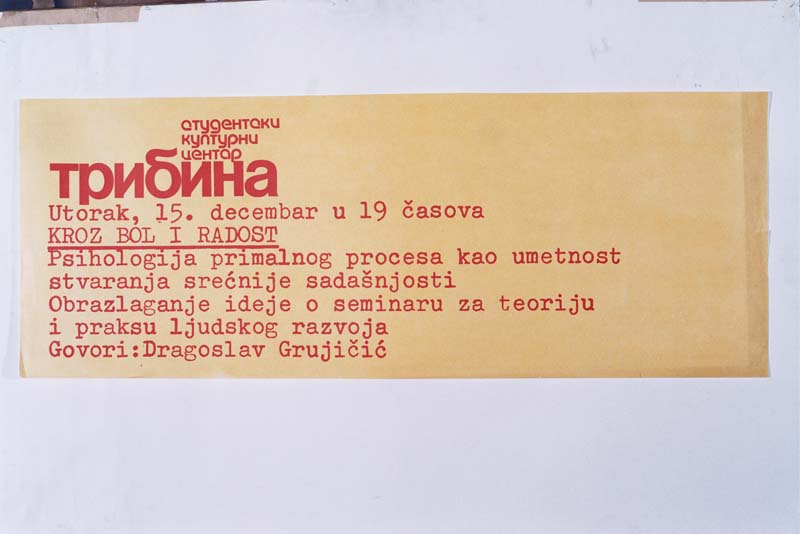 студентски
културни
центар
трибина
Utorak, 15. decembar u 19 časova
KROZ BOL I RADOST
Psihologija primalnog procesa kao umetnost
stvaranja srećnije sadašnjosti
Obrazlaganje ideje o seminaru za teoriju
i praksu ljudskog razvoja
Govori:Dragoslav Grujičić